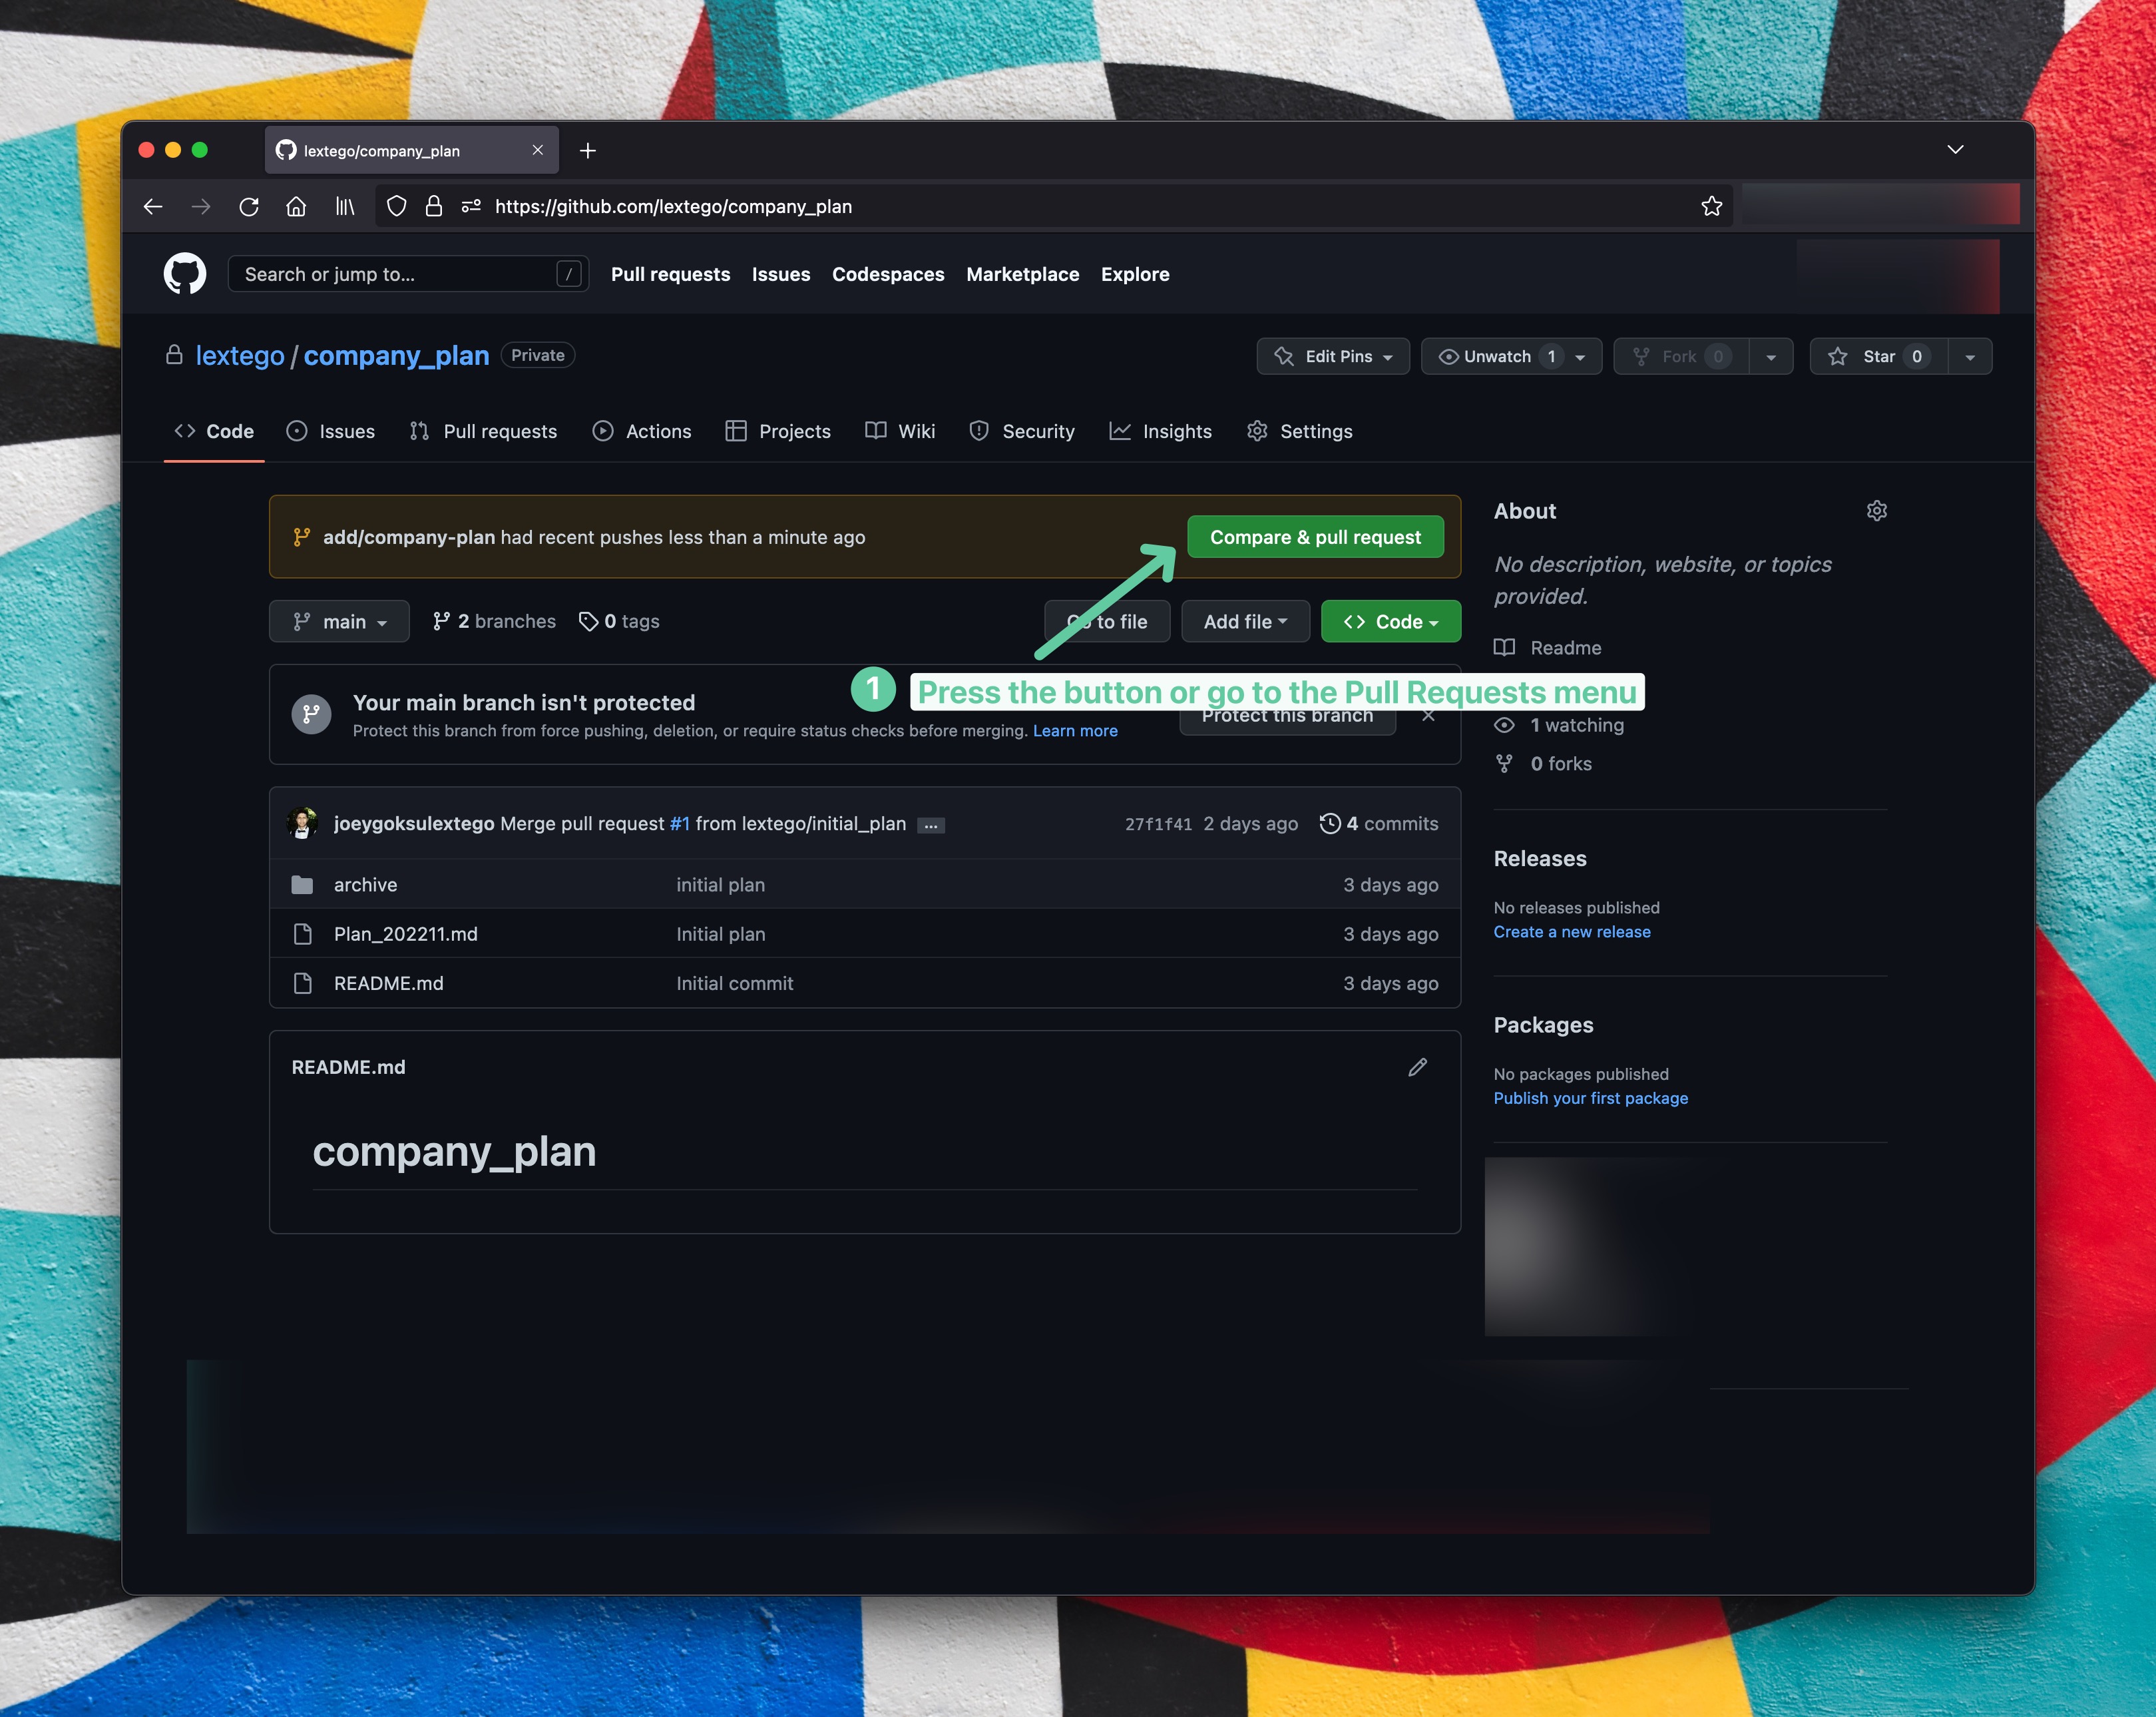 lextego/company_plan
https://github.com/lextego/company_plan
Search or jump to... /
Pull requests Issues Codespaces Marketplace Explore
lextego / company_plan Private
Edit Pins Unwatch 1 Fork 0 Star 0
Code Issues Pull requests Actions Projects Wiki Security Insights Settings
add/company-plan had recent pushes less than a minute ago
Compare & pull request
main 2 branches 0 tags
Go to file Add file Code
1 Press the button or go to the Pull Requests menu
Your main branch isn't protected
Protect this branch from force pushing, deletion, or require status checks before merging. Learn more
Protect this branch
joeygoksulextego Merge pull request #1 from lextego/initial_plan ...
27f1f41 2 days ago 4 commits
archive initial plan 3 days ago
Plan_202211.md Initial plan 3 days ago
README.md Initial commit 3 days ago
README.md
company_plan
About
No description, website, or topics
provided.
Readme
1 watching
0 forks
Releases
No releases published
Create a new release
Packages
No packages published
Publish your first package